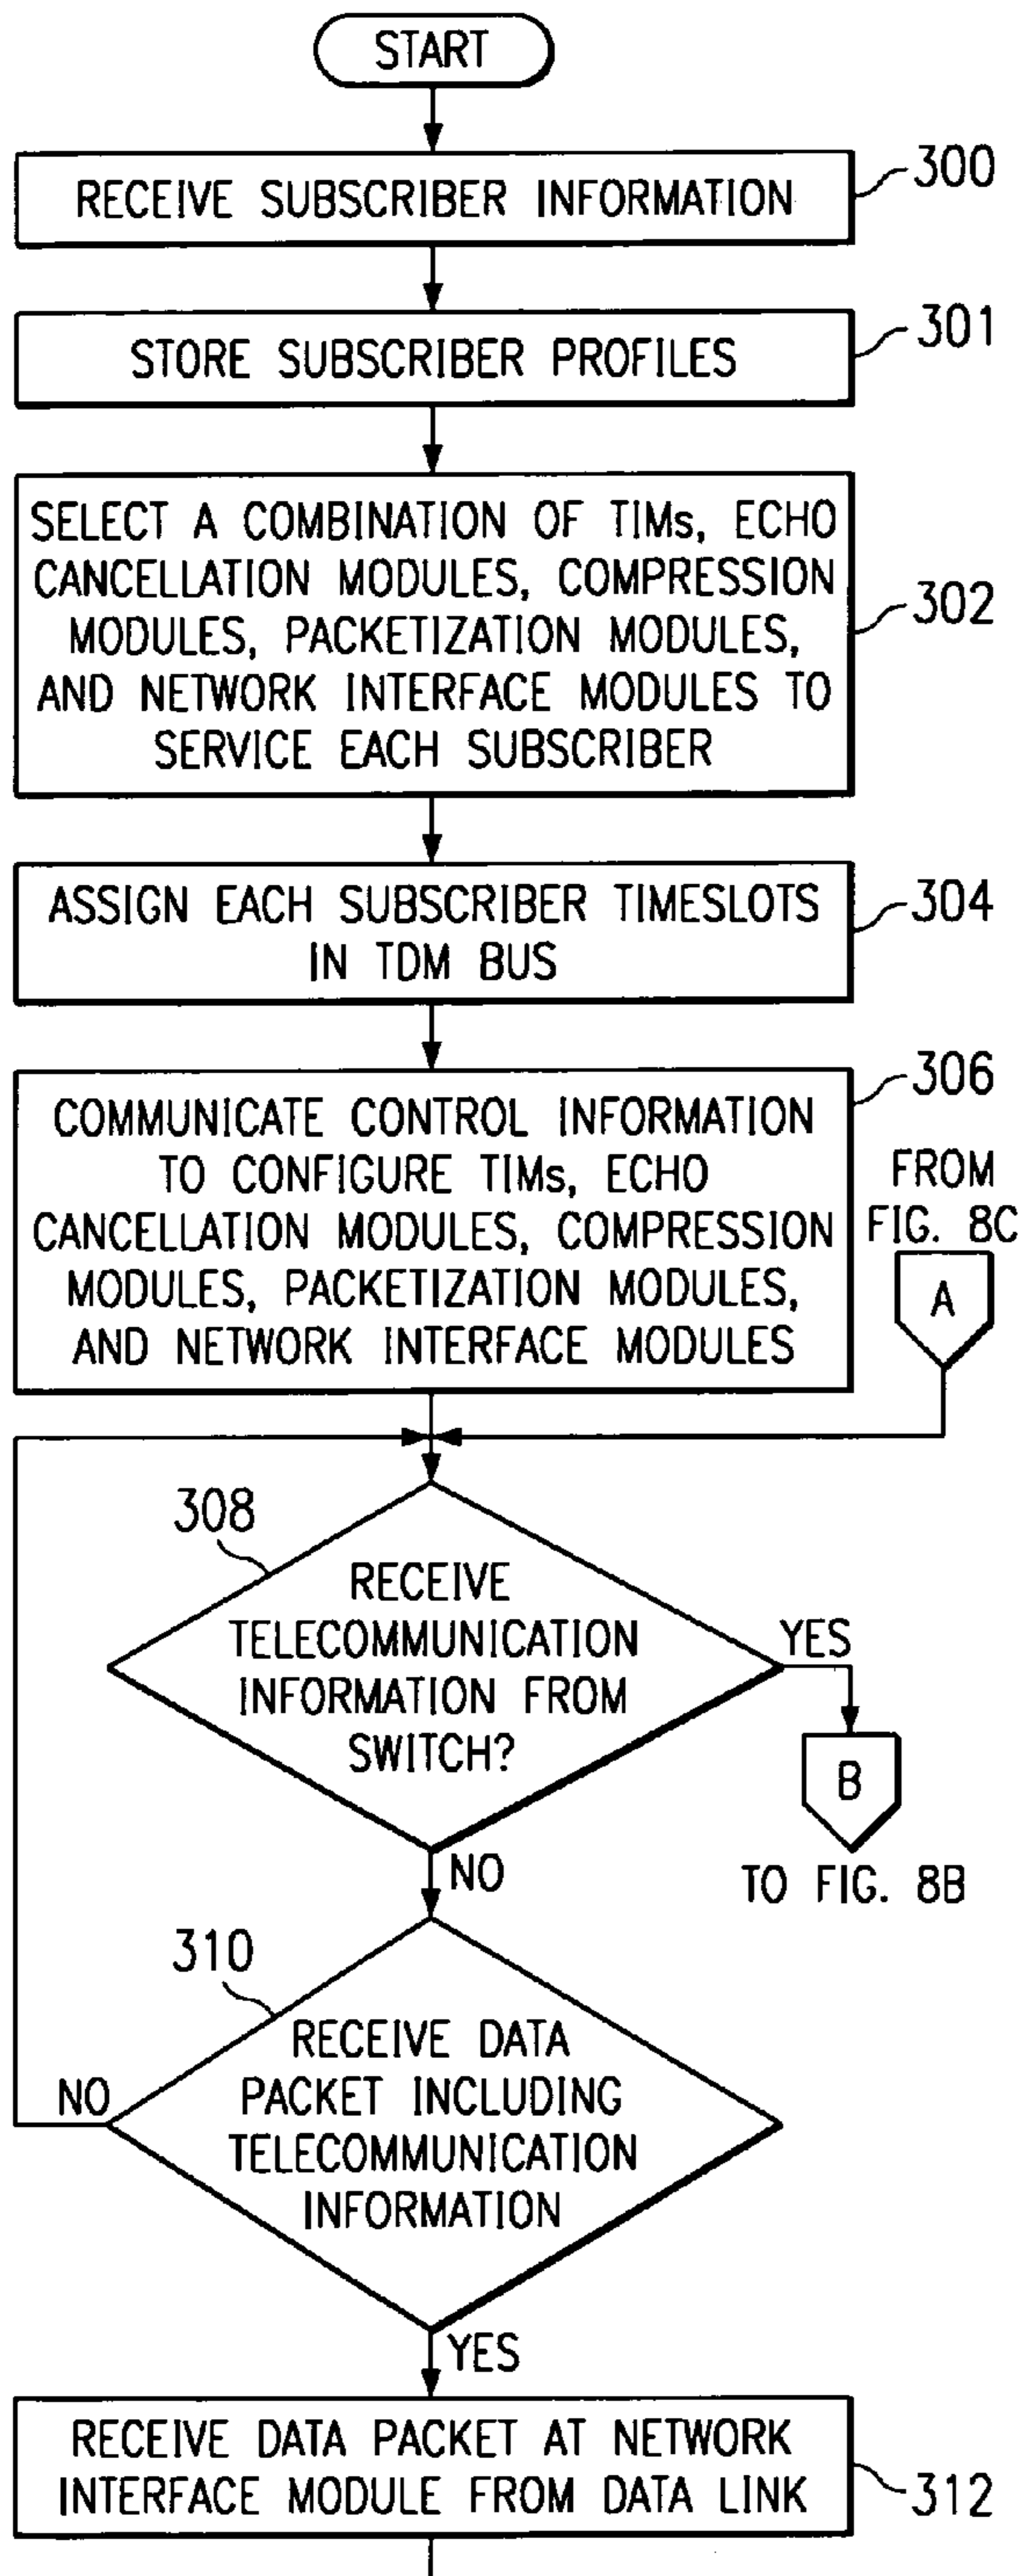 START
RECEIVE SUBSCRIBER INFORMATION
300
STORE SUBSCRIBER PROFILES
301
SELECT A COMBINATION OF TIMs, ECHO
CANCELLATION MODULES, COMPRESSION
MODULES, PACKETIZATION MODULES,
AND NETWORK INTERFACE MODULES TO
SERVICE EACH SUBSCRIBER
302
ASSIGN EACH SUBSCRIBER TIMESLOTS
IN TDM BUS
304
COMMUNICATE CONTROL INFORMATION
TO CONFIGURE TIMs, ECHO
CANCELLATION MODULES, COMPRESSION
MODULES, PACKETIZATION MODULES,
AND NETWORK INTERFACE MODULES
306
FROM
FIG. 8C
A
308
RECEIVE
TELECOMMUNICATION
INFORMATION FROM
SWITCH?
YES
B
TO FIG. 8B
NO
310
RECEIVE DATA
PACKET INCLUDING
TELECOMMUNICATION
INFORMATION
NO
YES
RECEIVE DATA PACKET AT NETWORK
INTERFACE MODULE FROM DATA LINK
312